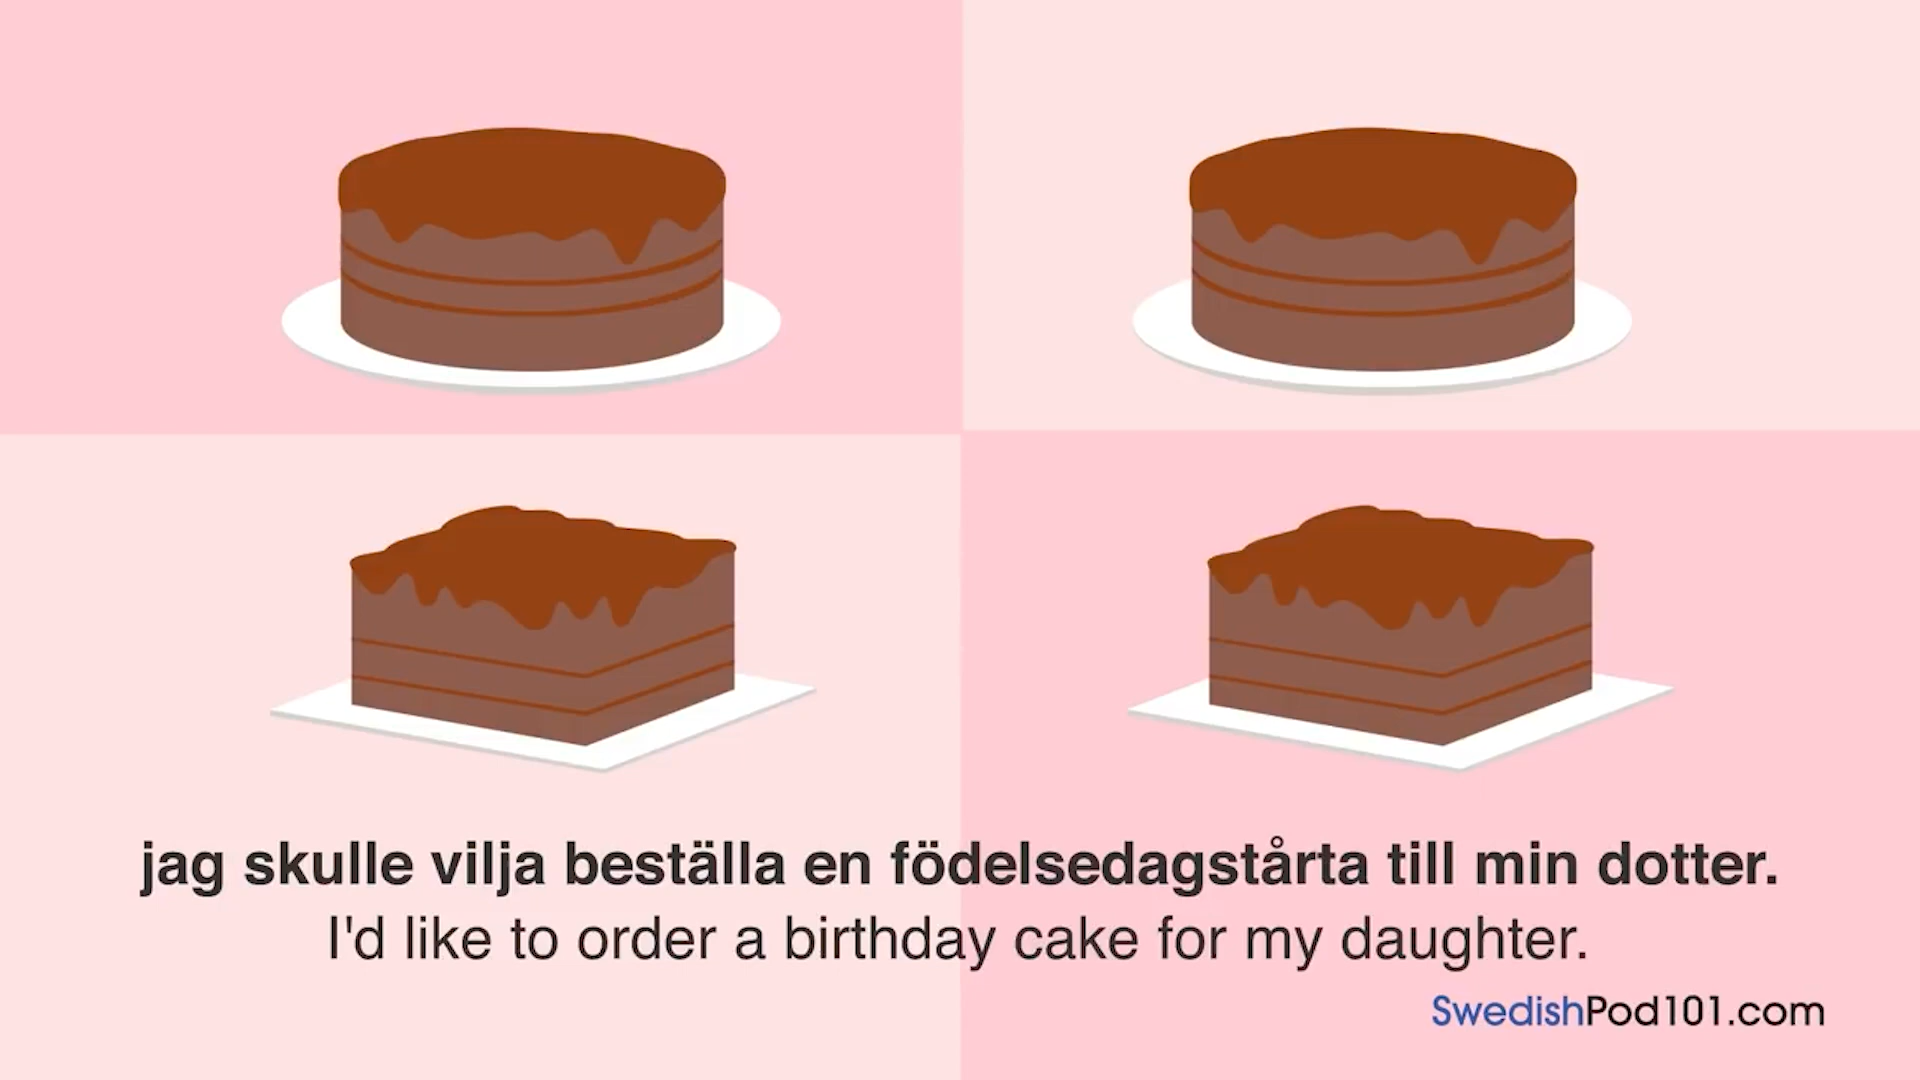 jag skulle vilja beställa en födelsedagstårta till min dotter.
I'd like to order a birthday cake for my daughter.
SwedishPod101.com